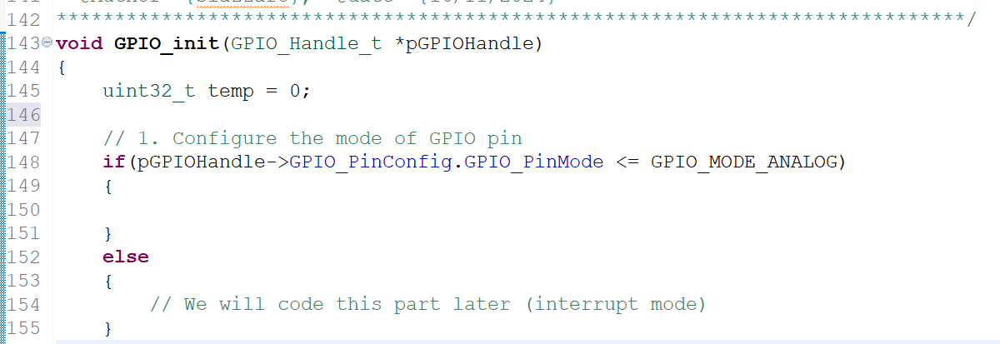 142 ******************************************************************************/
143 void GPIO_init(GPIO_Handle_t *pGPIOHandle)
144 {
145 uint32_t temp = 0;
146
147 // 1. Configure the mode of GPIO pin
148 if(pGPIOHandle->GPIO_PinConfig.GPIO_PinMode <= GPIO_MODE_ANALOG)
149 {
150
151 }
152 else
153 {
154 // We will code this part later (interrupt mode)
155 }